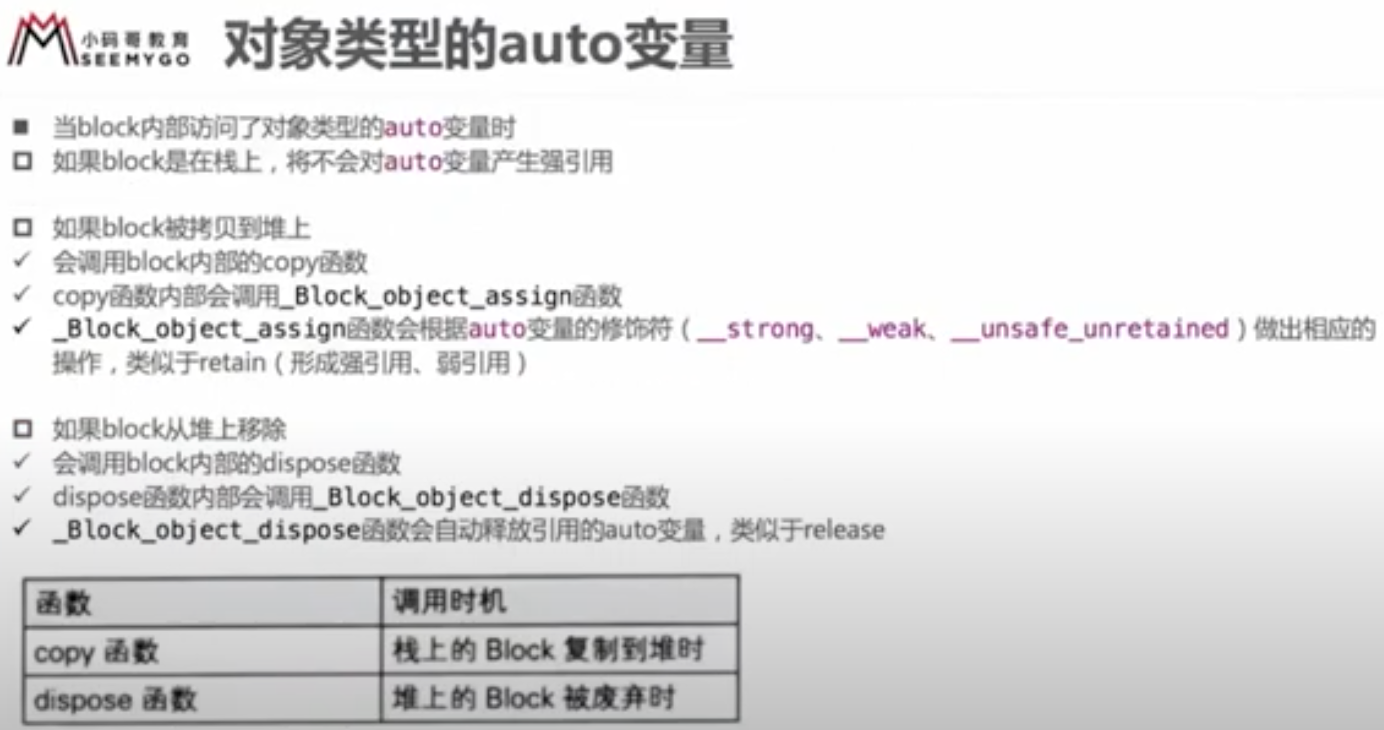 小码哥教育
SEEMYGO
对象类型的auto变量
当block内部访问了对象类型的auto变量时
如果block是在栈上，将不会对auto变量产生强引用
如果block被拷贝到堆上
会调用block内部的copy函数
copy函数内部会调用_Block_object_assign函数
_Block_object_assign函数会根据auto变量的修饰符（__strong、__weak、__unsafe_unretained）做出相应的
操作，类似于retain（形成强引用、弱引用）
如果block从堆上移除
会调用block内部的dispose函数
dispose函数内部会调用_Block_object_dispose函数
_Block_object_dispose函数会自动释放引用的auto变量，类似于release
函数 调用时机
copy 函数 栈上的 Block 复制到堆时
dispose 函数 堆上的 Block 被废弃时